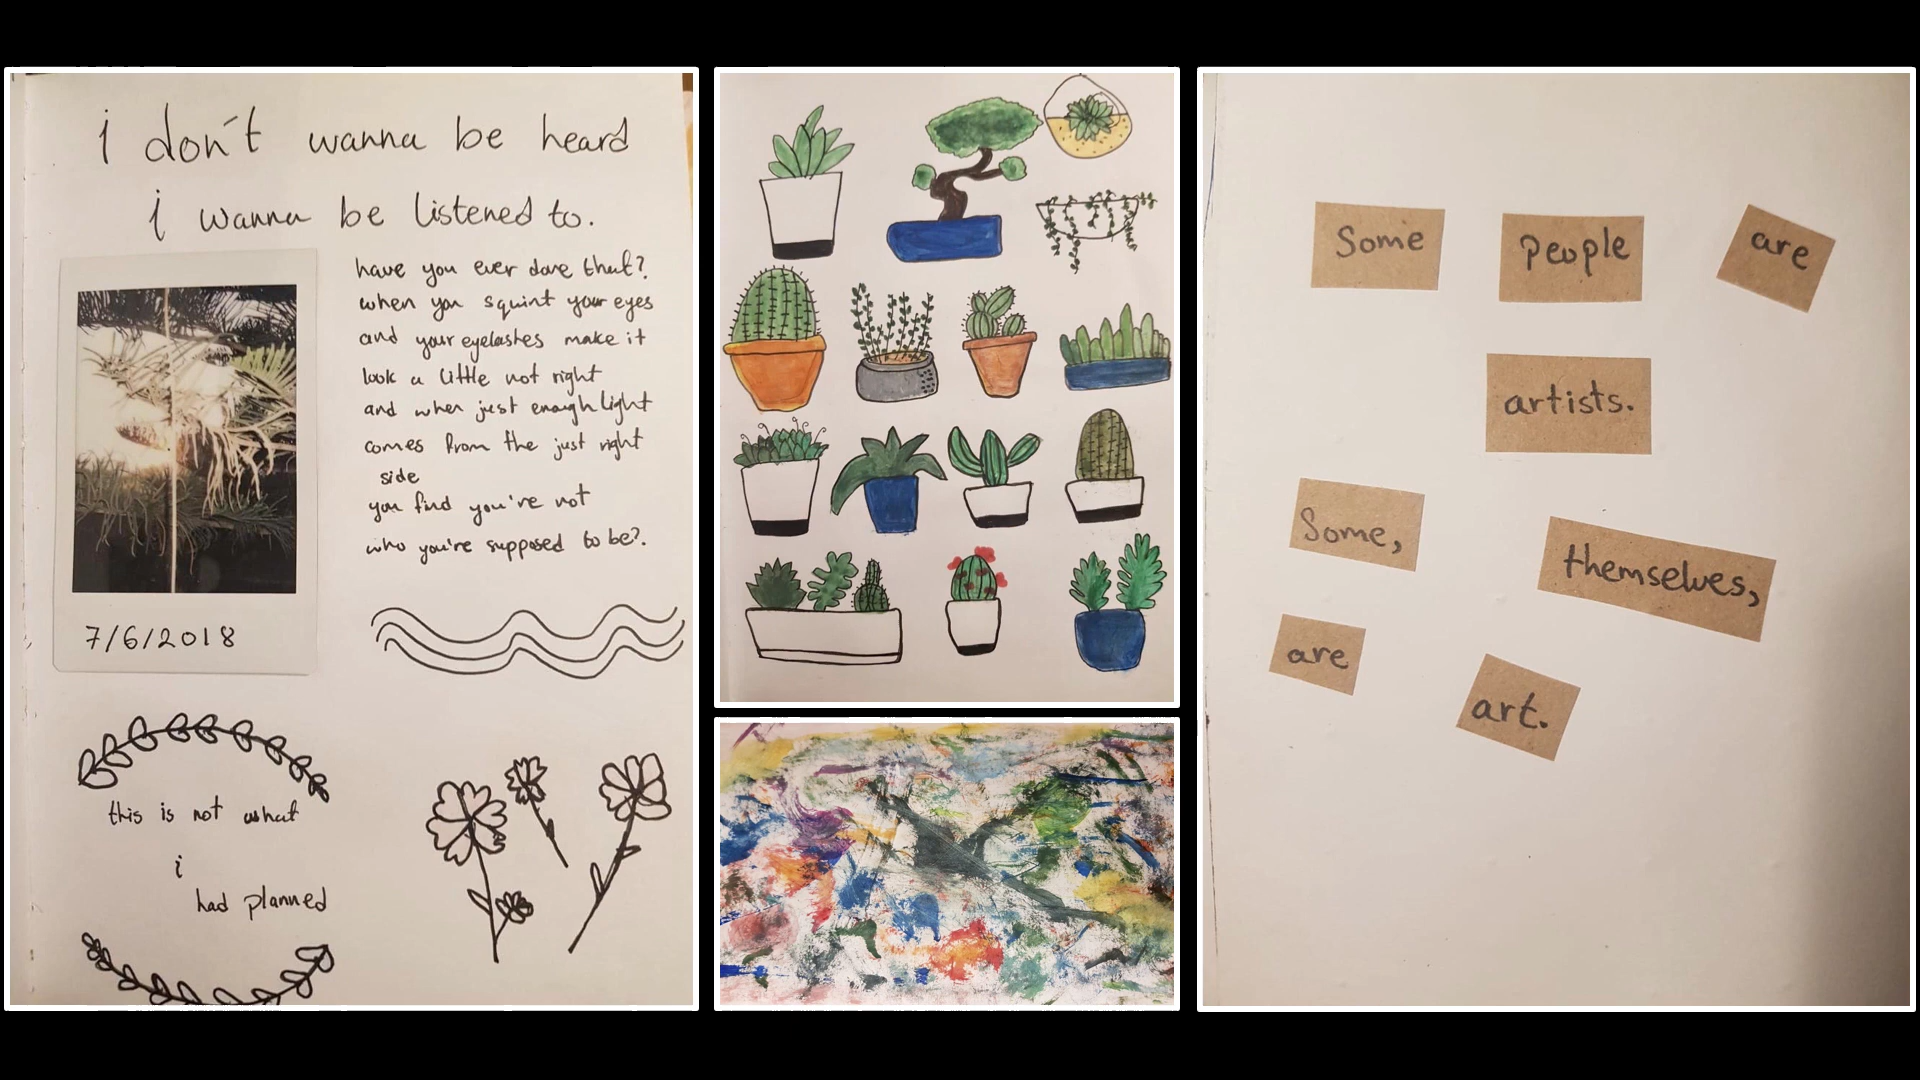 i don't wanna be heard
i wanna be listened to.
have you ever done that?
when you squint your eyes
and your eyelashes make it
look a little not right
and when just enough light
comes from the just right
side
you find you're not
who you're supposed to be?.
7/6/2018
this is not what
i
had planned
Some people are
artists.
Some, themselves,
are art.